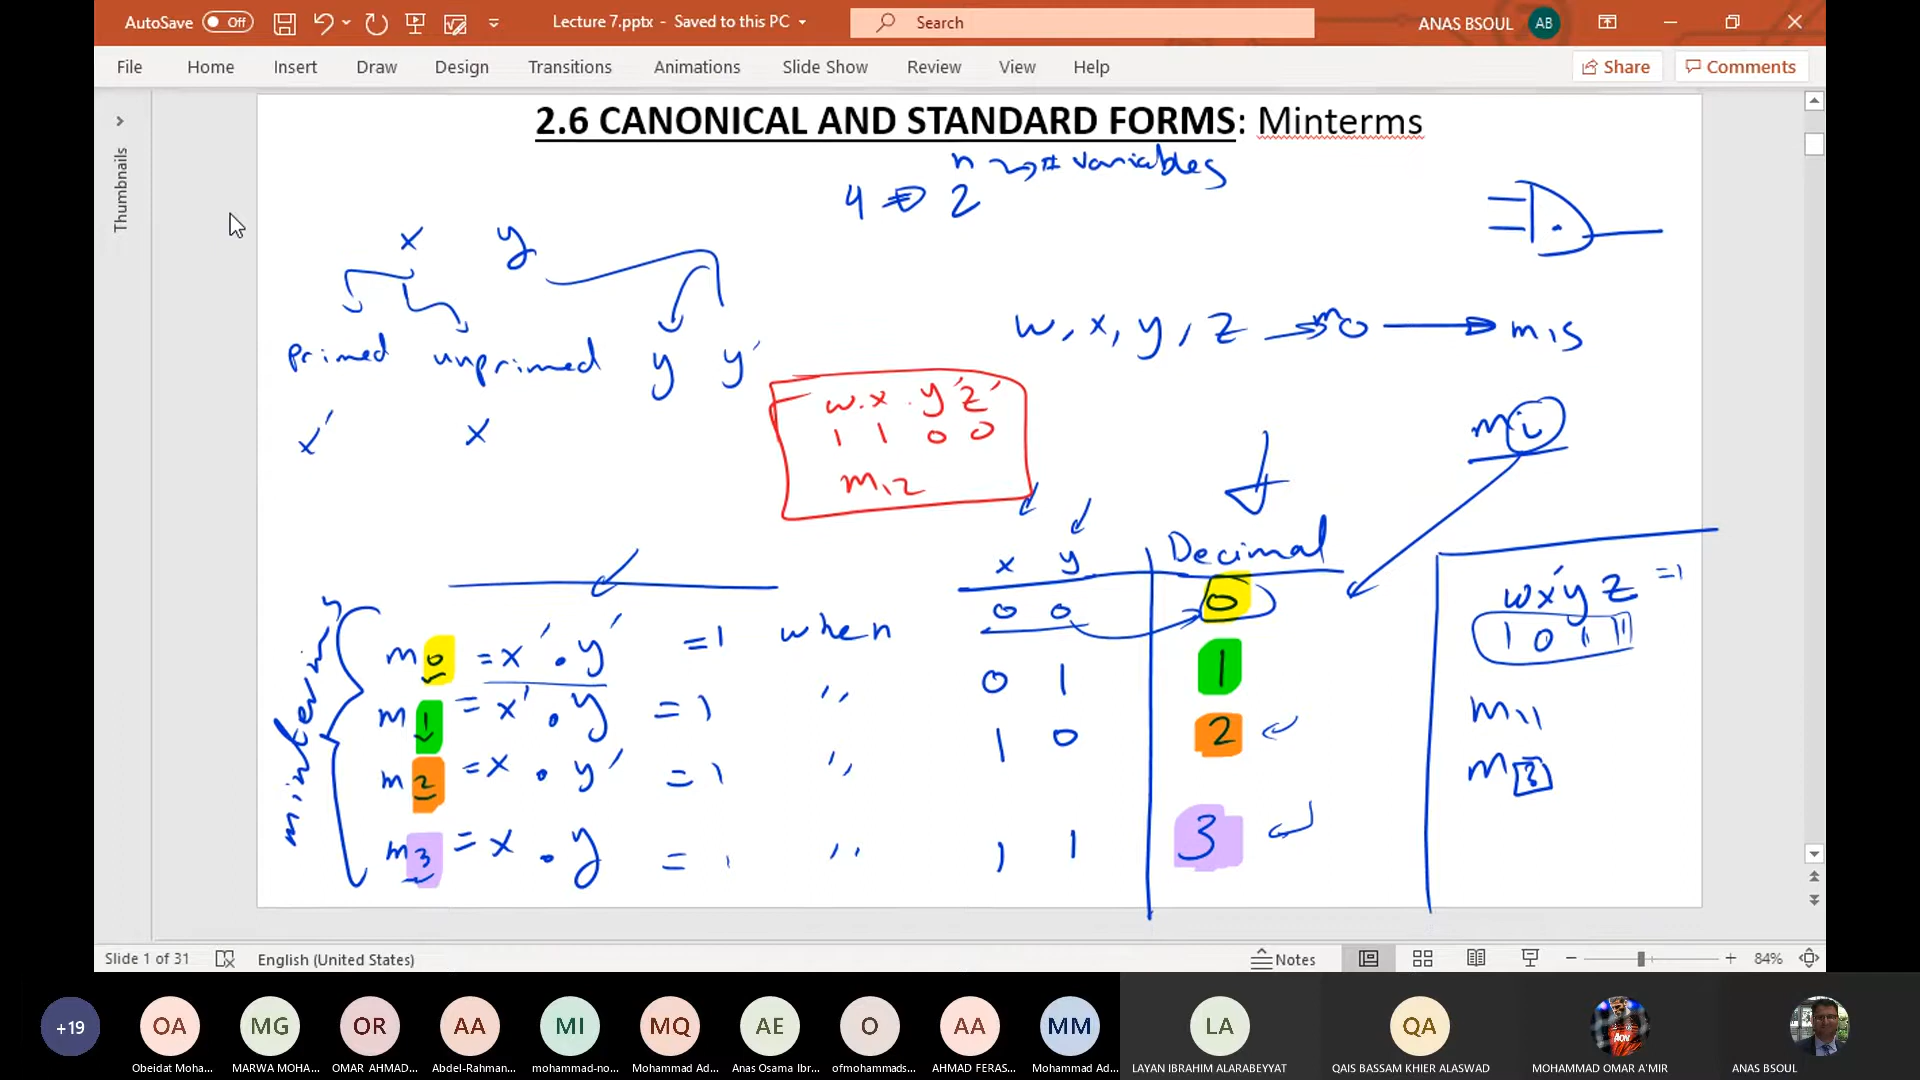 AutoSave Off Lecture 7.pptx - Saved to this PC Search ANAS BSOUL AB
File Home Insert Draw Design Transitions Animations Slide Show Review View Help Share Comments
Thumbnails
2.6 CANONICAL AND STANDARD FORMS: Minterms
n # variables
4 2
x y
primed unprimed y y'
x' x
w, x, y, z m0 m15
w.x.y'z'
1 1 0 0
m12
mi
x y Decimal
m0 = x'.y' =1 when 0 0 0
m1 = x'.y =1 " 0 1 1
m2 = x.y' =1 " 1 0 2
m3 = x.y = 1 " 1 1 3
minterms
wx'yz =1
1 0 1 1
m11
Slide 1 of 31 English (United States) Notes 84%
+19 OA MG OR AA MI MQ AE O AA MM LA QA
Obeidat Moha... MARWA MOHA... OMAR AHMAD... Abdel-Rahman... mohammad-no... Mohammad Ad... Anas Osama Ibr... ofmohammads... AHMAD FERAS... Mohammad Ad... LAYAN IBRAHIM ALARABEYYAT QAIS BASSAM KHIER ALASWAD MOHAMMAD OMAR A'MIR ANAS BSOUL